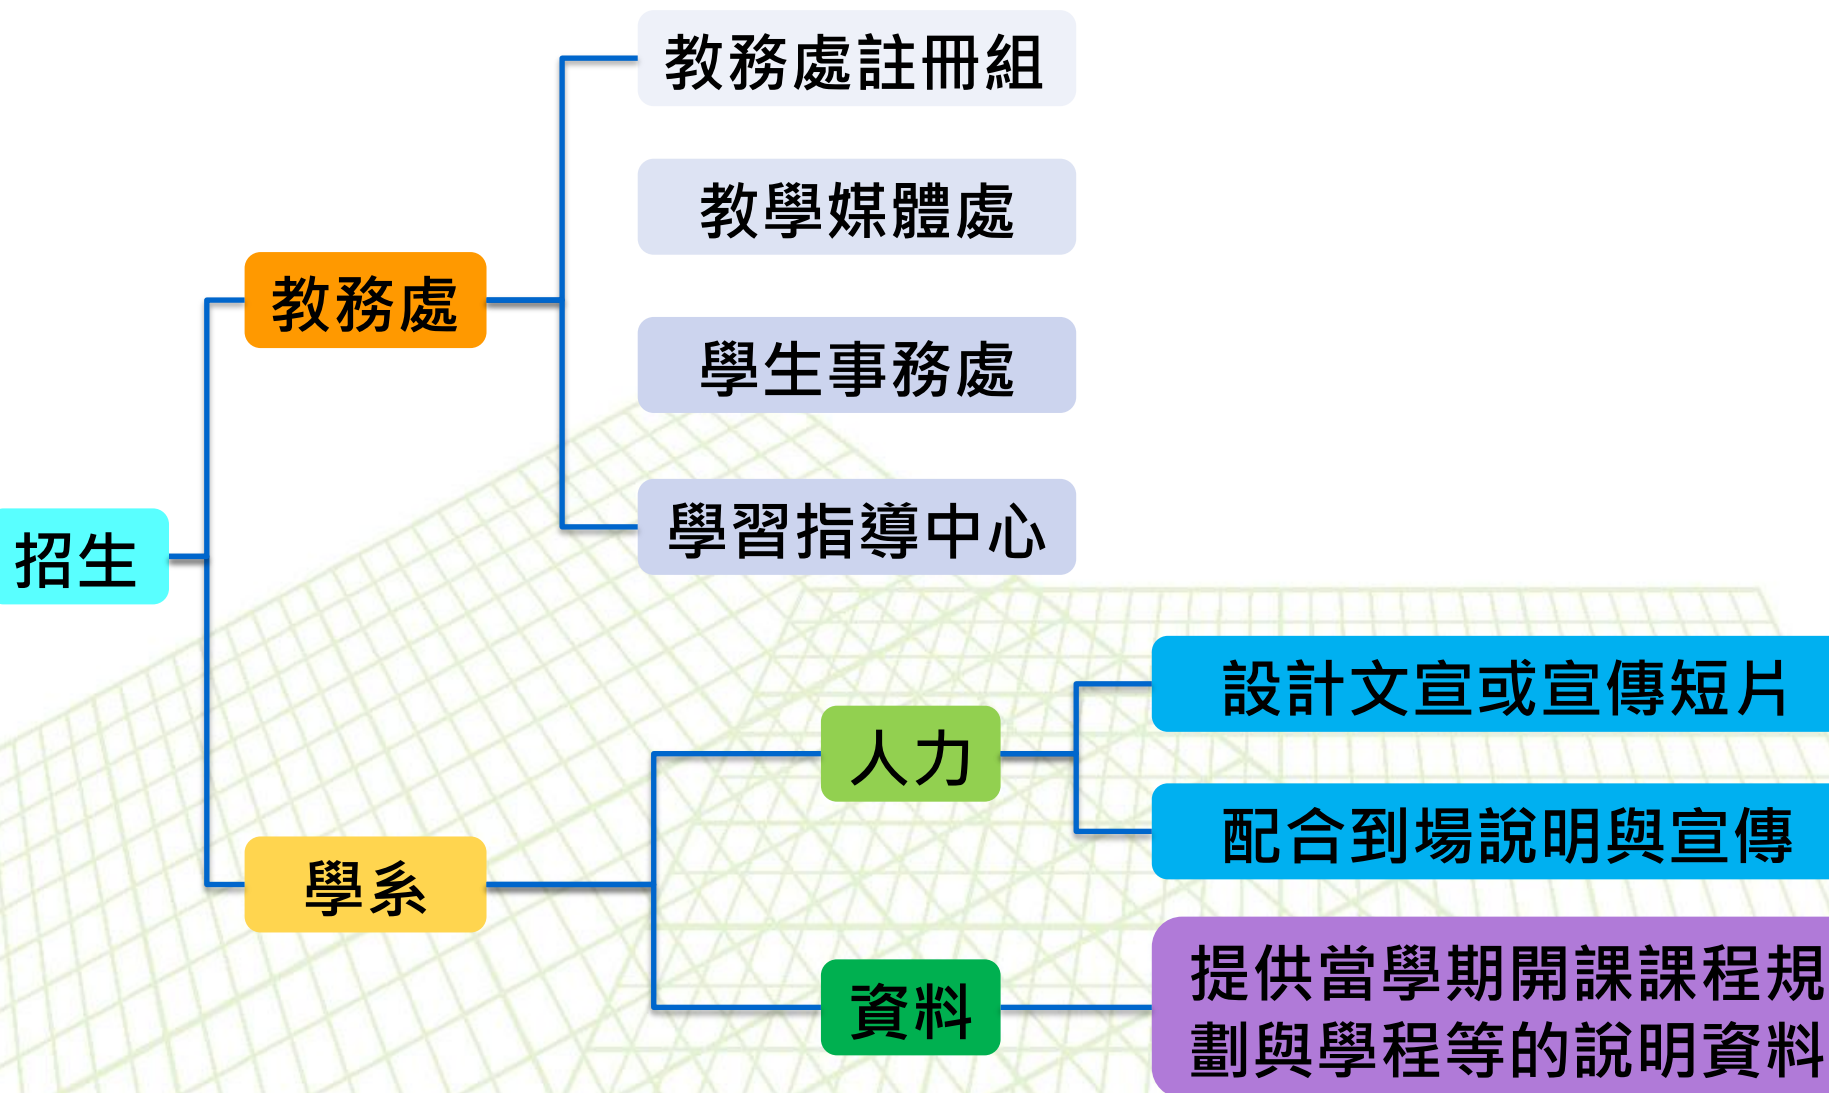 教務處註冊組
教學媒體處
教務處
學生事務處
學習指導中心
招生
設計文宣或宣傳短片
人力
配合到場說明與宣傳
學系
資料
提供當學期開課課程規
劃與學程等的說明資料